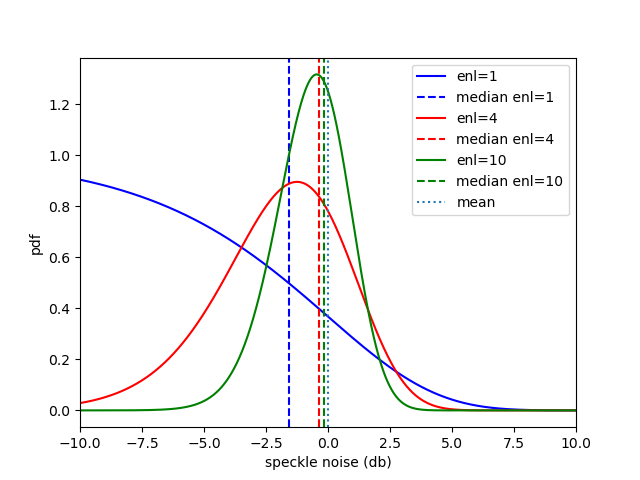 enl=1
median enl=1
enl=4
median enl=4
enl=10
median enl=10
mean
pdf
1.2
1.0
0.8
0.6
0.4
0.2
0.0
−10.0 −7.5 −5.0 −2.5 0.0 2.5 5.0 7.5 10.0
speckle noise (db)